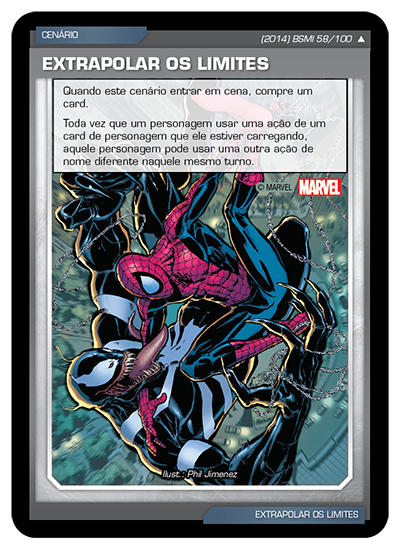 CENÁRIO
(2014) BSMI 58/100 ▲
EXTRAPOLAR OS LIMITES
Quando este cenário entrar em cena, compre um
card.
Toda vez que um personagem usar uma ação de um
card de personagem que ele estiver carregando,
aquele personagem pode usar uma outra ação de
nome diferente naquele mesmo turno.
© MARVEL MARVEL
Ilust.: Phil Jimenez
EXTRAPOLAR OS LIMITES